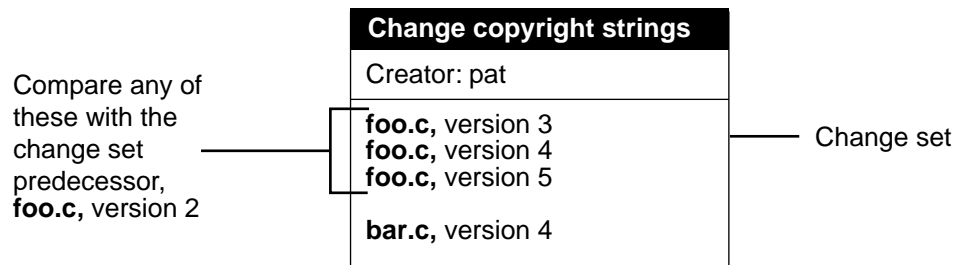 Change copyright strings
Creator: pat
Compare any of
these with the
change set
predecessor,
foo.c, version 2
foo.c, version 3
foo.c, version 4
foo.c, version 5
bar.c, version 4
Change set